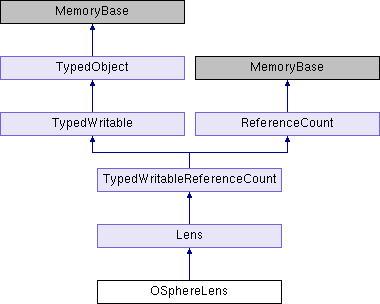 MemoryBase
TypedObject
MemoryBase
TypedWritable
ReferenceCount
TypedWritableReferenceCount
Lens
OSphereLens